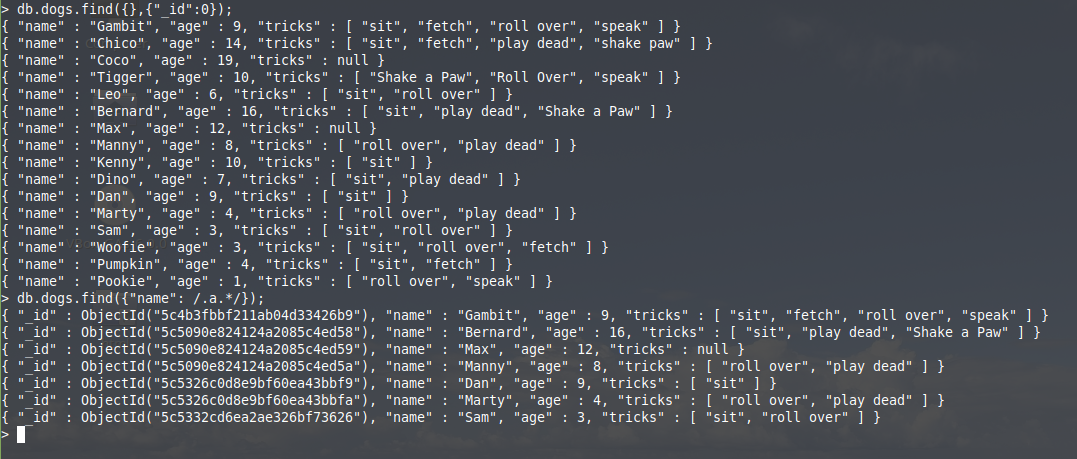 > db.dogs.find({},{"_id":0});
{ "name" : "Gambit", "age" : 9, "tricks" : [ "sit", "fetch", "roll over", "speak" ] }
{ "name" : "Chico", "age" : 14, "tricks" : [ "sit", "fetch", "play dead", "shake paw" ] }
{ "name" : "Coco", "age" : 19, "tricks" : null }
{ "name" : "Tigger", "age" : 10, "tricks" : [ "Shake a Paw", "Roll Over", "speak" ] }
{ "name" : "Leo", "age" : 6, "tricks" : [ "sit", "roll over" ] }
{ "name" : "Bernard", "age" : 16, "tricks" : [ "sit", "play dead", "Shake a Paw" ] }
{ "name" : "Max", "age" : 12, "tricks" : null }
{ "name" : "Manny", "age" : 8, "tricks" : [ "roll over", "play dead" ] }
{ "name" : "Kenny", "age" : 10, "tricks" : [ "sit" ] }
{ "name" : "Dino", "age" : 7, "tricks" : [ "sit", "play dead" ] }
{ "name" : "Dan", "age" : 9, "tricks" : [ "sit" ] }
{ "name" : "Marty", "age" : 4, "tricks" : [ "roll over", "play dead" ] }
{ "name" : "Sam", "age" : 3, "tricks" : [ "sit", "roll over" ] }
{ "name" : "Woofie", "age" : 3, "tricks" : [ "sit", "roll over", "fetch" ] }
{ "name" : "Pumpkin", "age" : 4, "tricks" : [ "sit", "fetch" ] }
{ "name" : "Pookie", "age" : 1, "tricks" : [ "roll over", "speak" ] }
> db.dogs.find({"name": /.a.*/});
{ "_id" : ObjectId("5c4b3fbbf211ab04d33426b9"), "name" : "Gambit", "age" : 9, "tricks" : [ "sit", "fetch", "roll over", "speak" ] }
{ "_id" : ObjectId("5c5090e824124a2085c4ed58"), "name" : "Bernard", "age" : 16, "tricks" : [ "sit", "play dead", "Shake a Paw" ] }
{ "_id" : ObjectId("5c5090e824124a2085c4ed59"), "name" : "Max", "age" : 12, "tricks" : null }
{ "_id" : ObjectId("5c5090e824124a2085c4ed5a"), "name" : "Manny", "age" : 8, "tricks" : [ "roll over", "play dead" ] }
{ "_id" : ObjectId("5c5326c0d8e9bf60ea43bbf9"), "name" : "Dan", "age" : 9, "tricks" : [ "sit" ] }
{ "_id" : ObjectId("5c5326c0d8e9bf60ea43bbfa"), "name" : "Marty", "age" : 4, "tricks" : [ "roll over", "play dead" ] }
{ "_id" : ObjectId("5c5332cd6ea2ae326bf73626"), "name" : "Sam", "age" : 3, "tricks" : [ "sit", "roll over" ] }
>